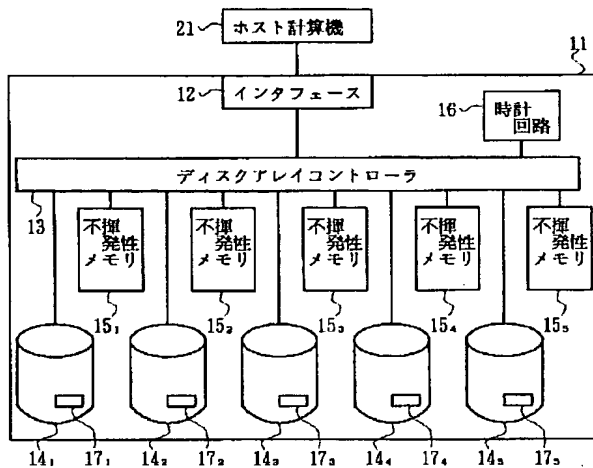 21 ホスト計算機
11
12 インタフェース
16 時計
回路
ディスクアレイコントローラ
13
不揮 不揮 不揮 不揮 不揮
発性 発性 発性 発性 発性
メモリ メモリ メモリ メモリ メモリ
15₁ 15₂ 15₃ 15₄ 15₅
14₁ 17₁ 14₂ 17₂ 14₃ 17₃ 14₄ 17₄ 14₅ 17₅